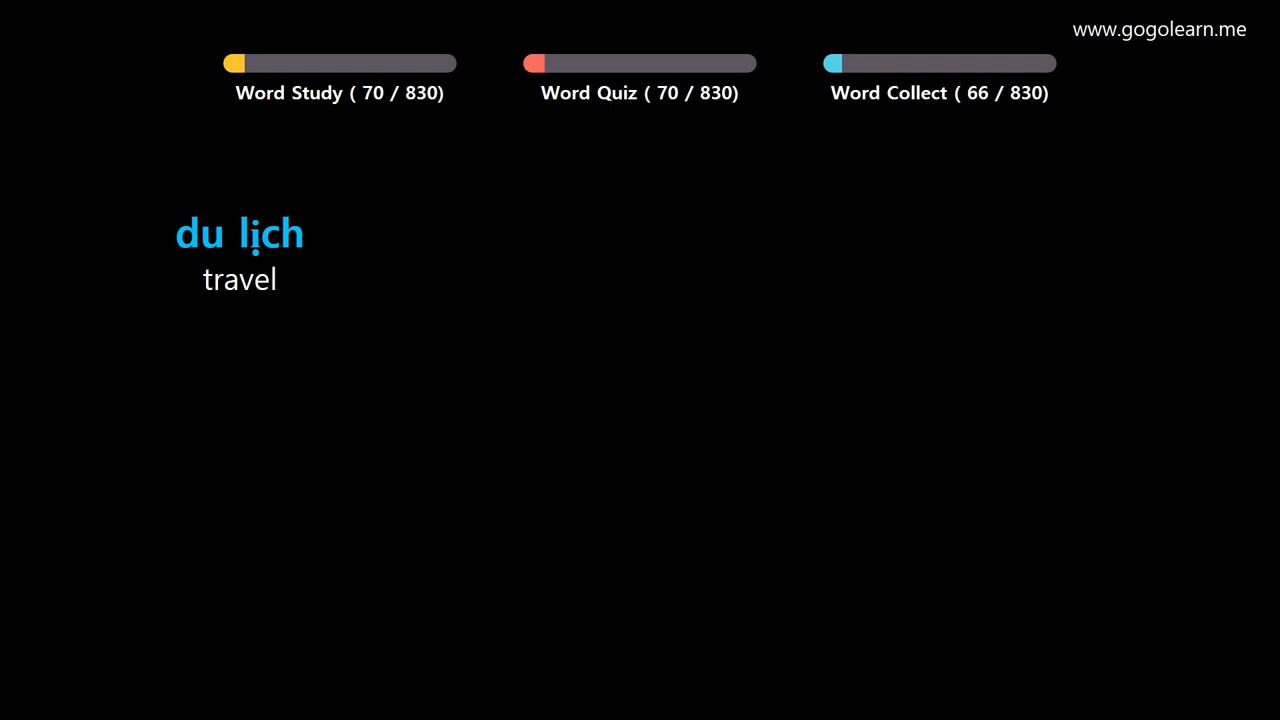 www.gogolearn.me
Word Study ( 70 / 830)
Word Quiz ( 70 / 830)
Word Collect ( 66 / 830)
du lịch
travel